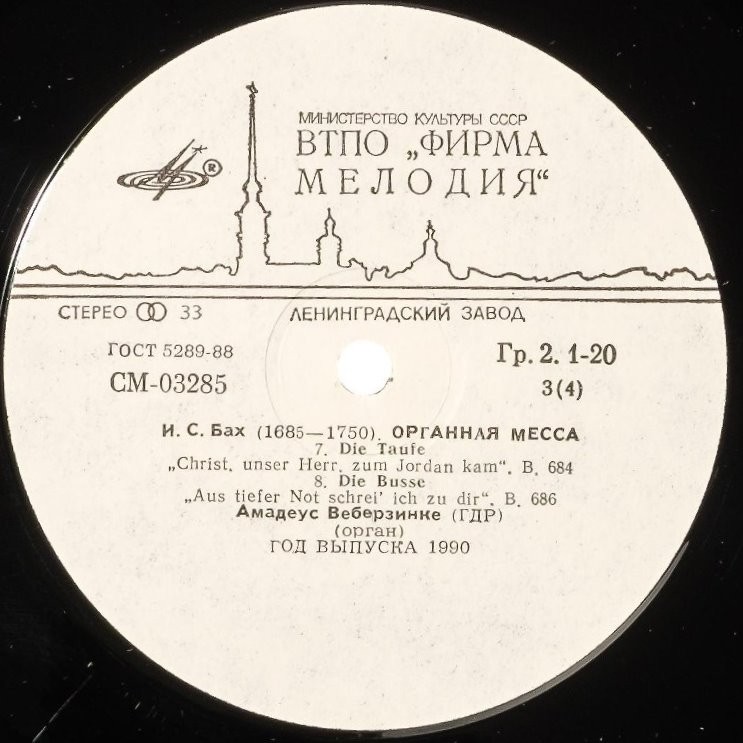 МИНИСТЕРСТВО КУЛЬТУРЫ СССР
ВТПО „ФИРМА
МЕЛОДИЯ“
®
СТЕРЕО 33
ЛЕНИНГРАДСКИЙ ЗАВОД
ГОСТ 5289-88
СМ-03285
Гр. 2. 1-20
3(4)
И. С. Бах (1685—1750). ОРГАННАЯ МЕССА
7. Die Taufe
„Christ, unser Herr, zum Jordan kam“. B. 684
8. Die Busse
„Aus tiefer Not schrei' ich zu dir“. B. 686
Амадеус Веберзинке (ГДР)
(орган)
ГОД ВЫПУСКА 1990